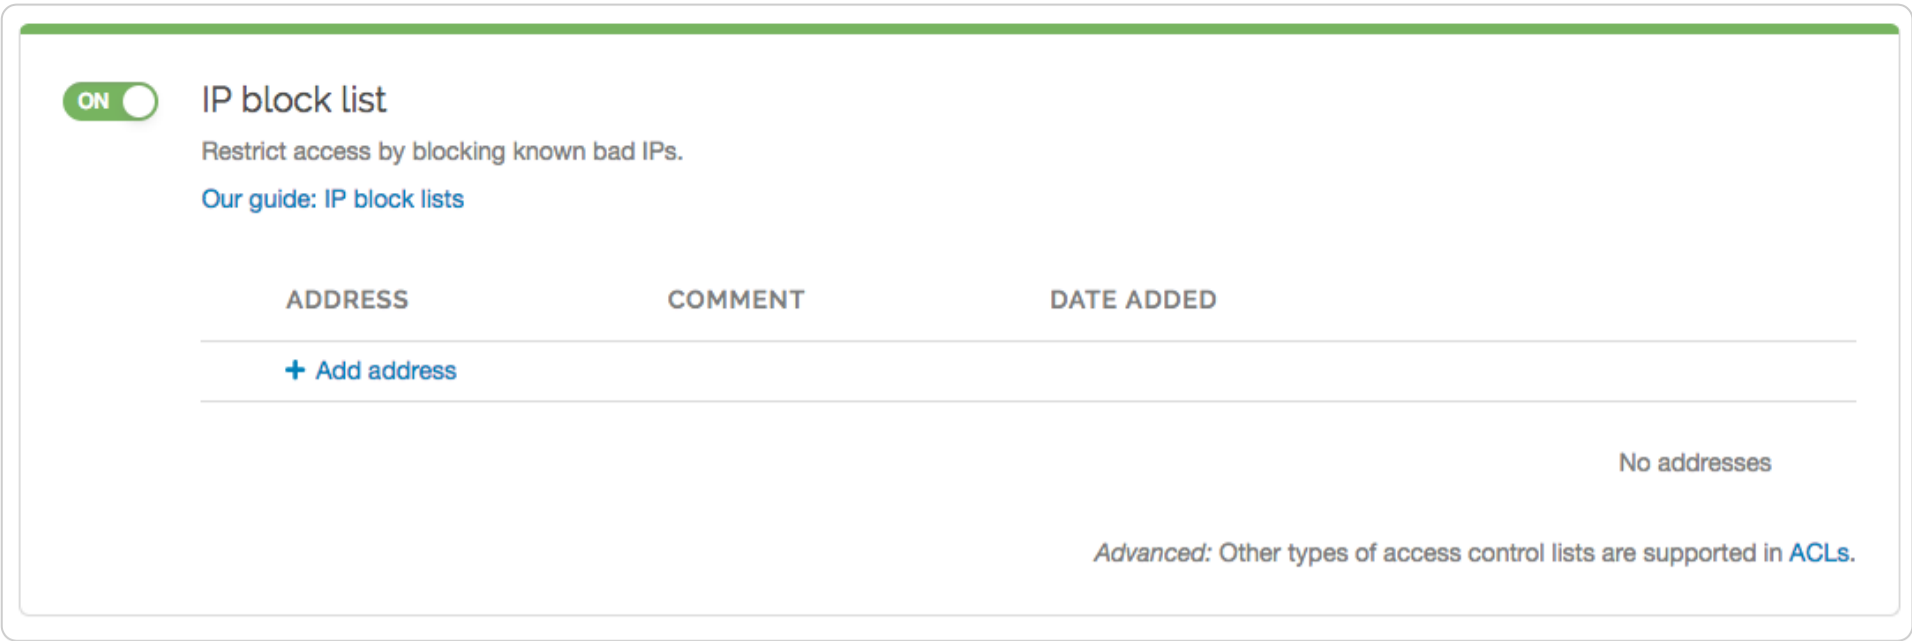 ON
IP block list
Restrict access by blocking known bad IPs.
Our guide: IP block lists
ADDRESS COMMENT DATE ADDED
+ Add address
No addresses
Advanced: Other types of access control lists are supported in ACLs.